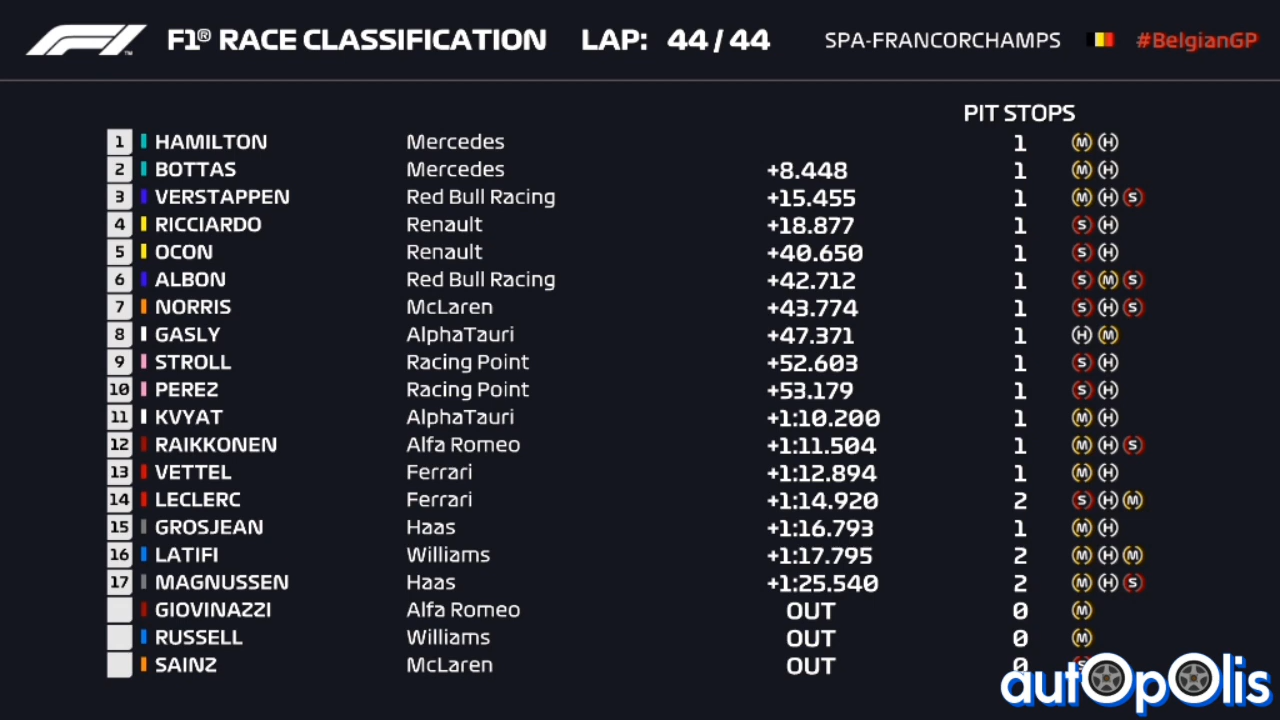 F1® RACE CLASSIFICATION LAP: 44 / 44 SPA-FRANCORCHAMPS #BelgianGP
PIT STOPS
1 HAMILTON Mercedes 1 M H
2 BOTTAS Mercedes +8.448 1 M H
3 VERSTAPPEN Red Bull Racing +15.455 1 M H S
4 RICCIARDO Renault +18.877 1 S H
5 OCON Renault +40.650 1 S H
6 ALBON Red Bull Racing +42.712 1 S M S
7 NORRIS McLaren +43.774 1 S H S
8 GASLY AlphaTauri +47.371 1 H M
9 STROLL Racing Point +52.603 1 S H
10 PEREZ Racing Point +53.179 1 S H
11 KVYAT AlphaTauri +1:10.200 1 M H
12 RAIKKONEN Alfa Romeo +1:11.504 1 M H S
13 VETTEL Ferrari +1:12.894 1 M H
14 LECLERC Ferrari +1:14.920 2 S H M
15 GROSJEAN Haas +1:16.793 1 M H
16 LATIFI Williams +1:17.795 2 M H M
17 MAGNUSSEN Haas +1:25.540 2 M H S
GIOVINAZZI Alfa Romeo OUT 0 M
RUSSELL Williams OUT 0 M
SAINZ McLaren OUT 0 S
autOpOlis